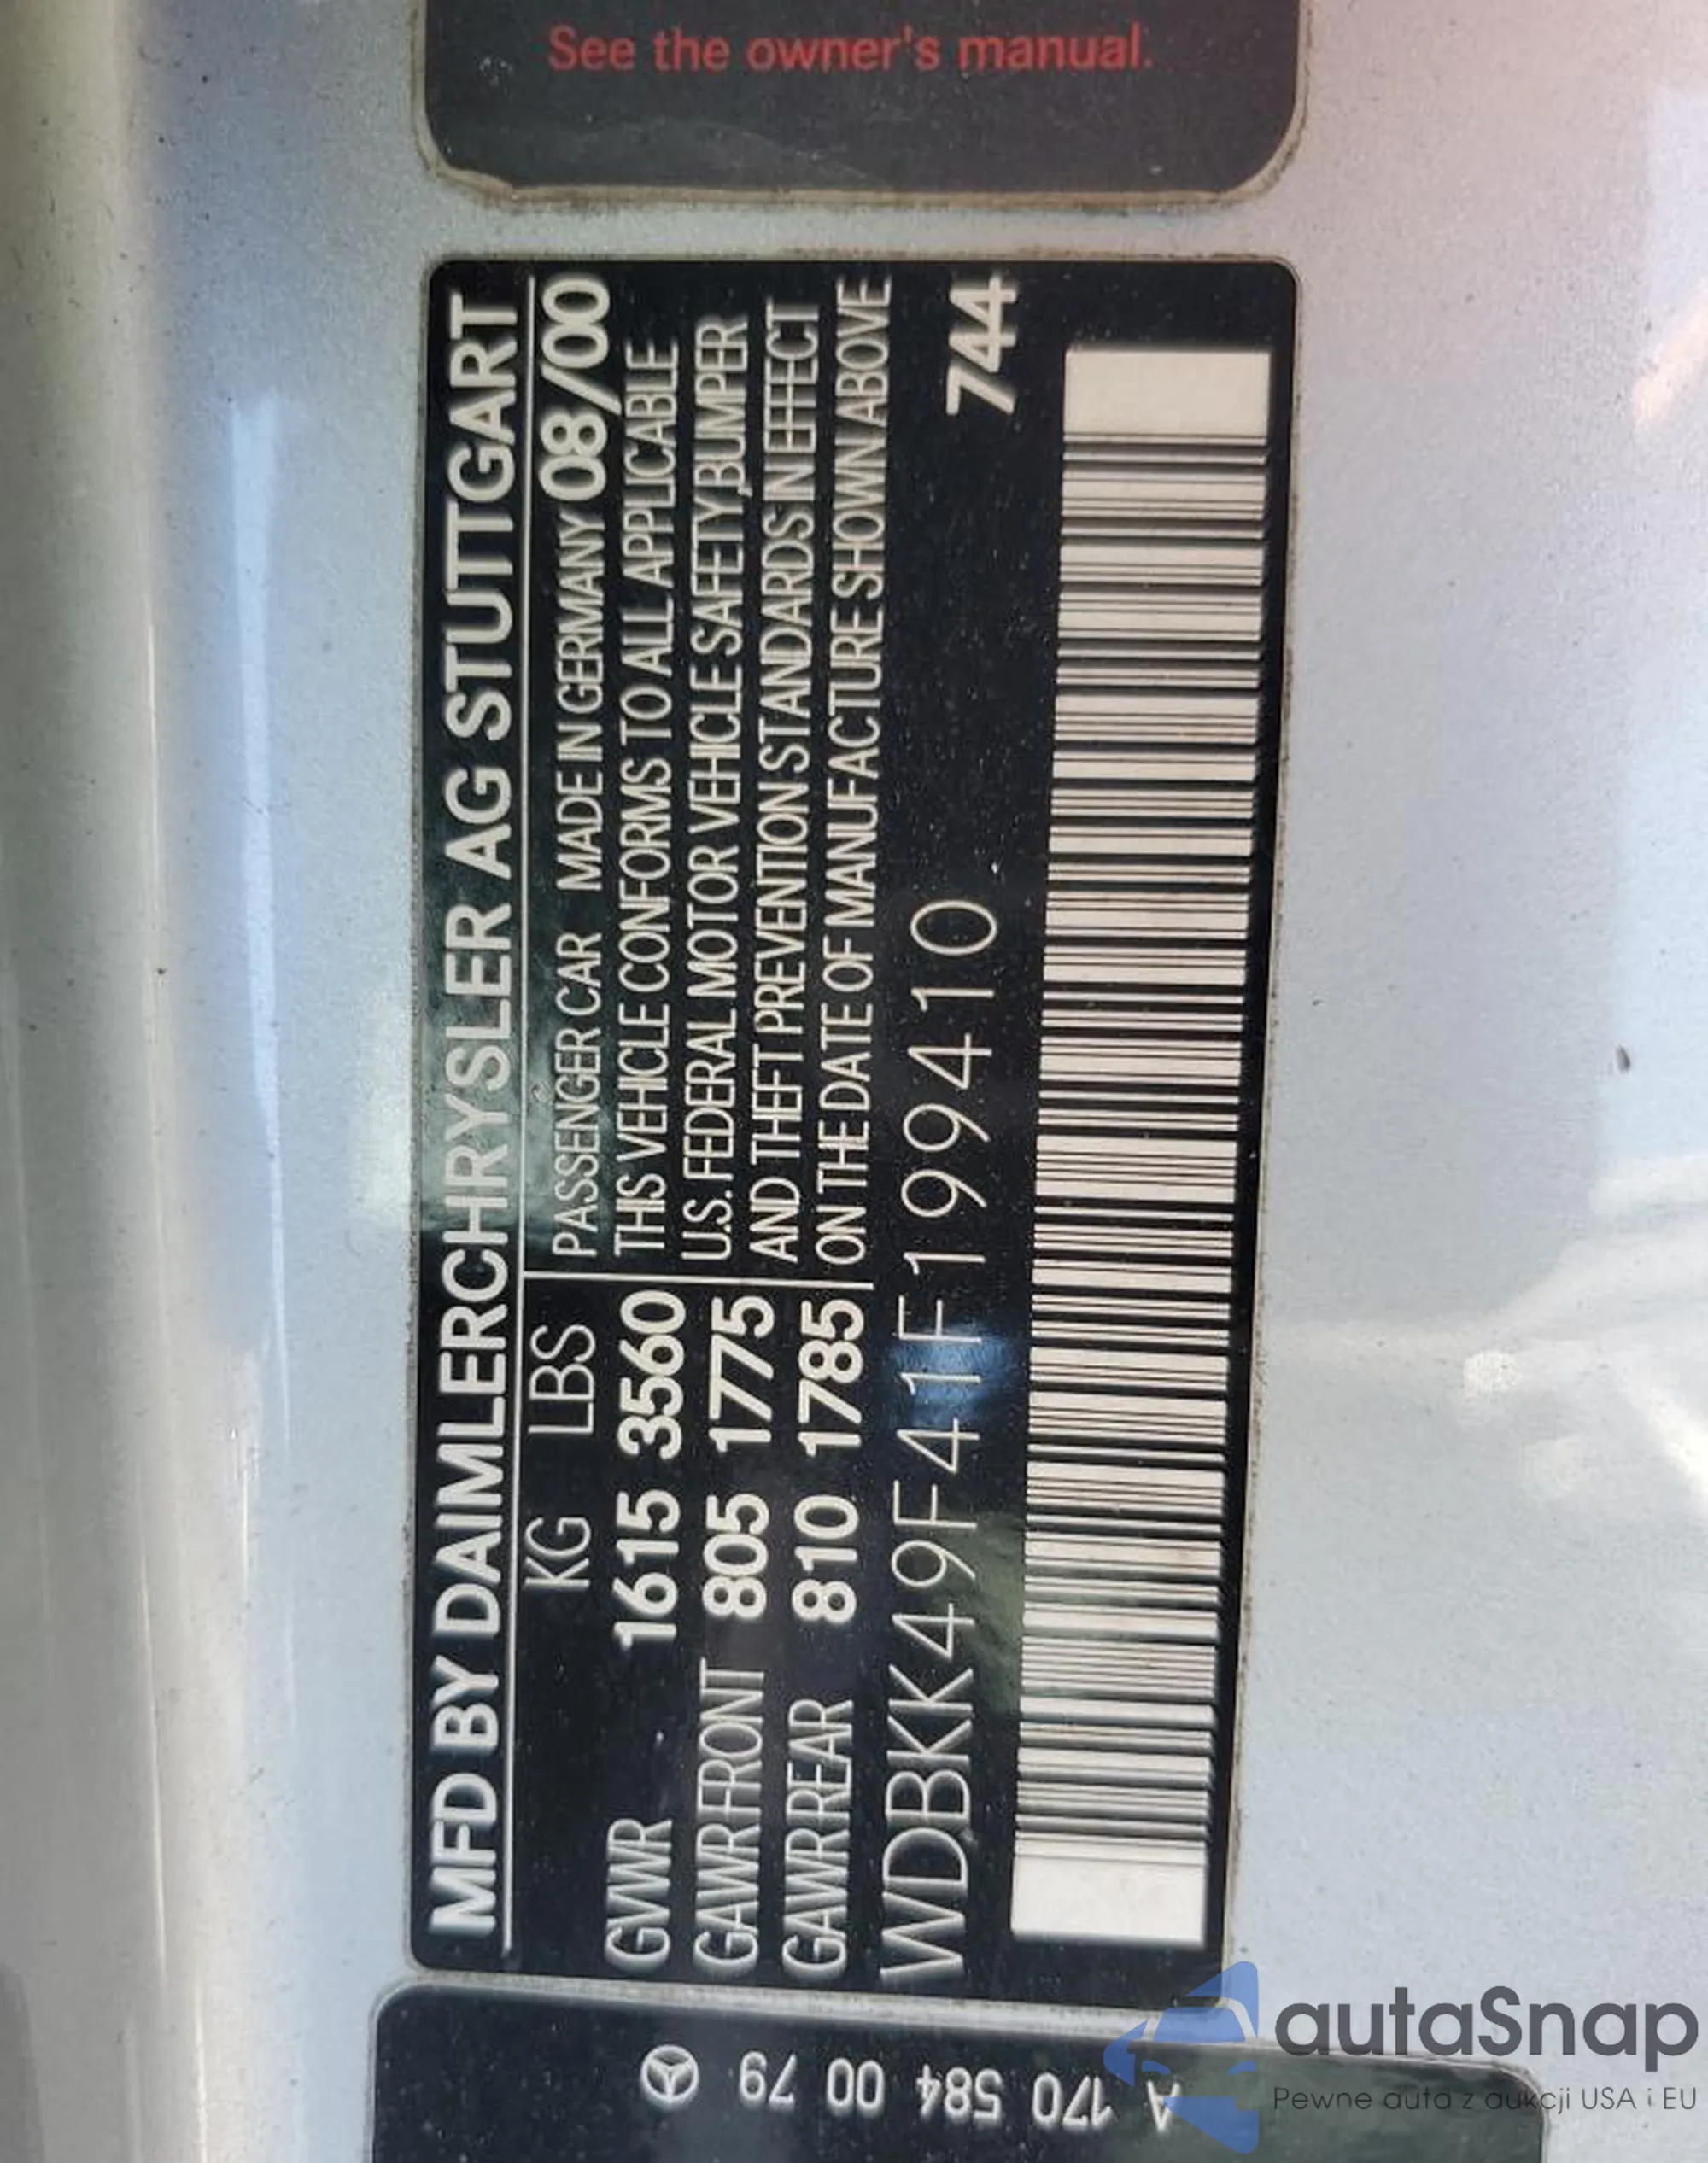 See the owner's manual.
MFD BY DAIMLERCHRYSLER AG STUTTGART
KG LBS
GVWR 1615 3560
GAWR FRONT 805 1775
GAWR REAR 810 1785
PASSENGER CAR MADE IN GERMANY 08/00
THIS VEHICLE CONFORMS TO ALL APPLICABLE
U.S. FEDERAL MOTOR VEHICLE SAFETY,BUMPER
AND THEFT PREVENTION STANDARDS IN EFFECT
ON THE DATE OF MANUFACTURE SHOWN ABOVE
WDBKK49F41F199410 744
A 170 584 00 79
autaSnap
Pewne auta z aukcji USA i EU